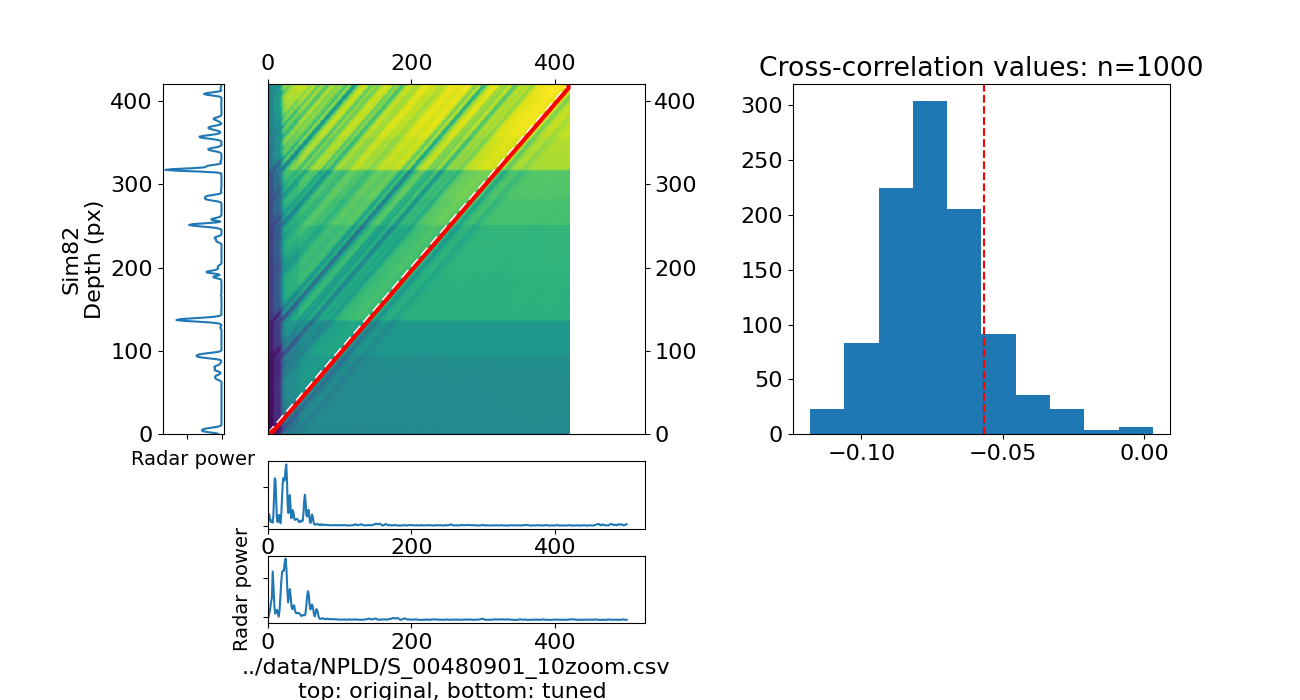 0 200 400
Cross-correlation values: n=1000
400
300
200
100
0
Sim82
Depth (px)
Radar power
400
300
200
100
0
300
250
200
150
100
50
0
−0.10 −0.05 0.00
0 200 400
Radar power
0 200 400
../data/NPLD/S_00480901_10zoom.csv
top: original, bottom: tuned